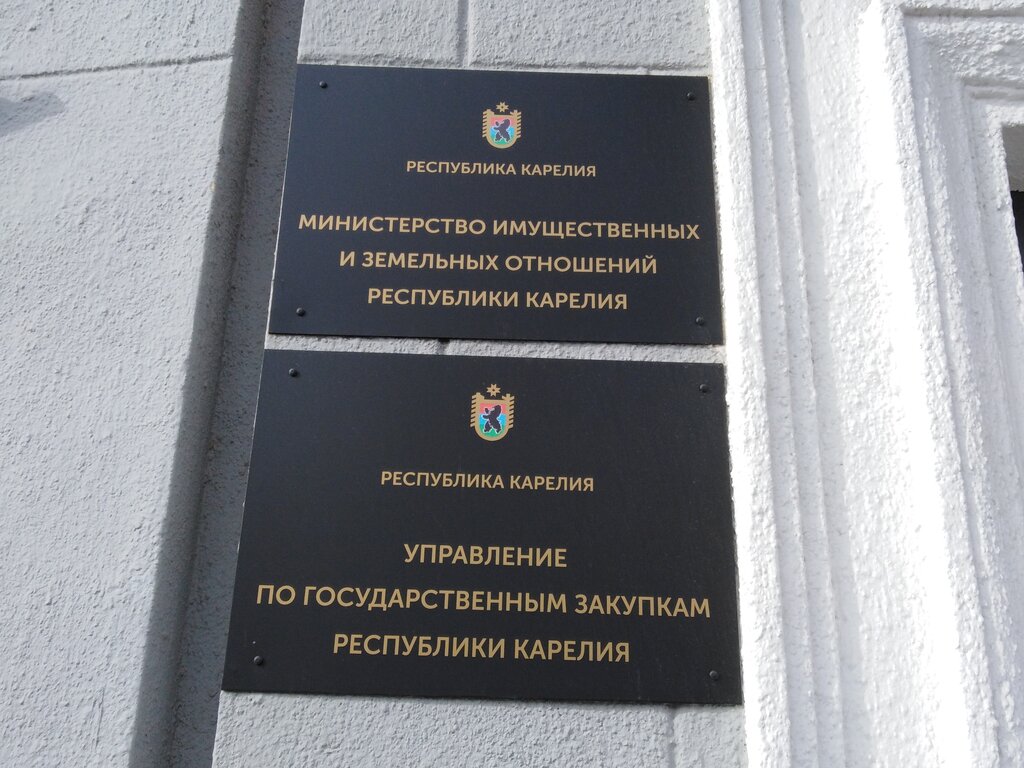 РЕСПУБЛИКА КАРЕЛИЯ
МИНИСТЕРСТВО ИМУЩЕСТВЕННЫХ
И ЗЕМЕЛЬНЫХ ОТНОШЕНИЙ
РЕСПУБЛИКИ КАРЕЛИЯ
РЕСПУБЛИКА КАРЕЛИЯ
УПРАВЛЕНИЕ
ПО ГОСУДАРСТВЕННЫМ ЗАКУПКАМ
РЕСПУБЛИКИ КАРЕЛИЯ